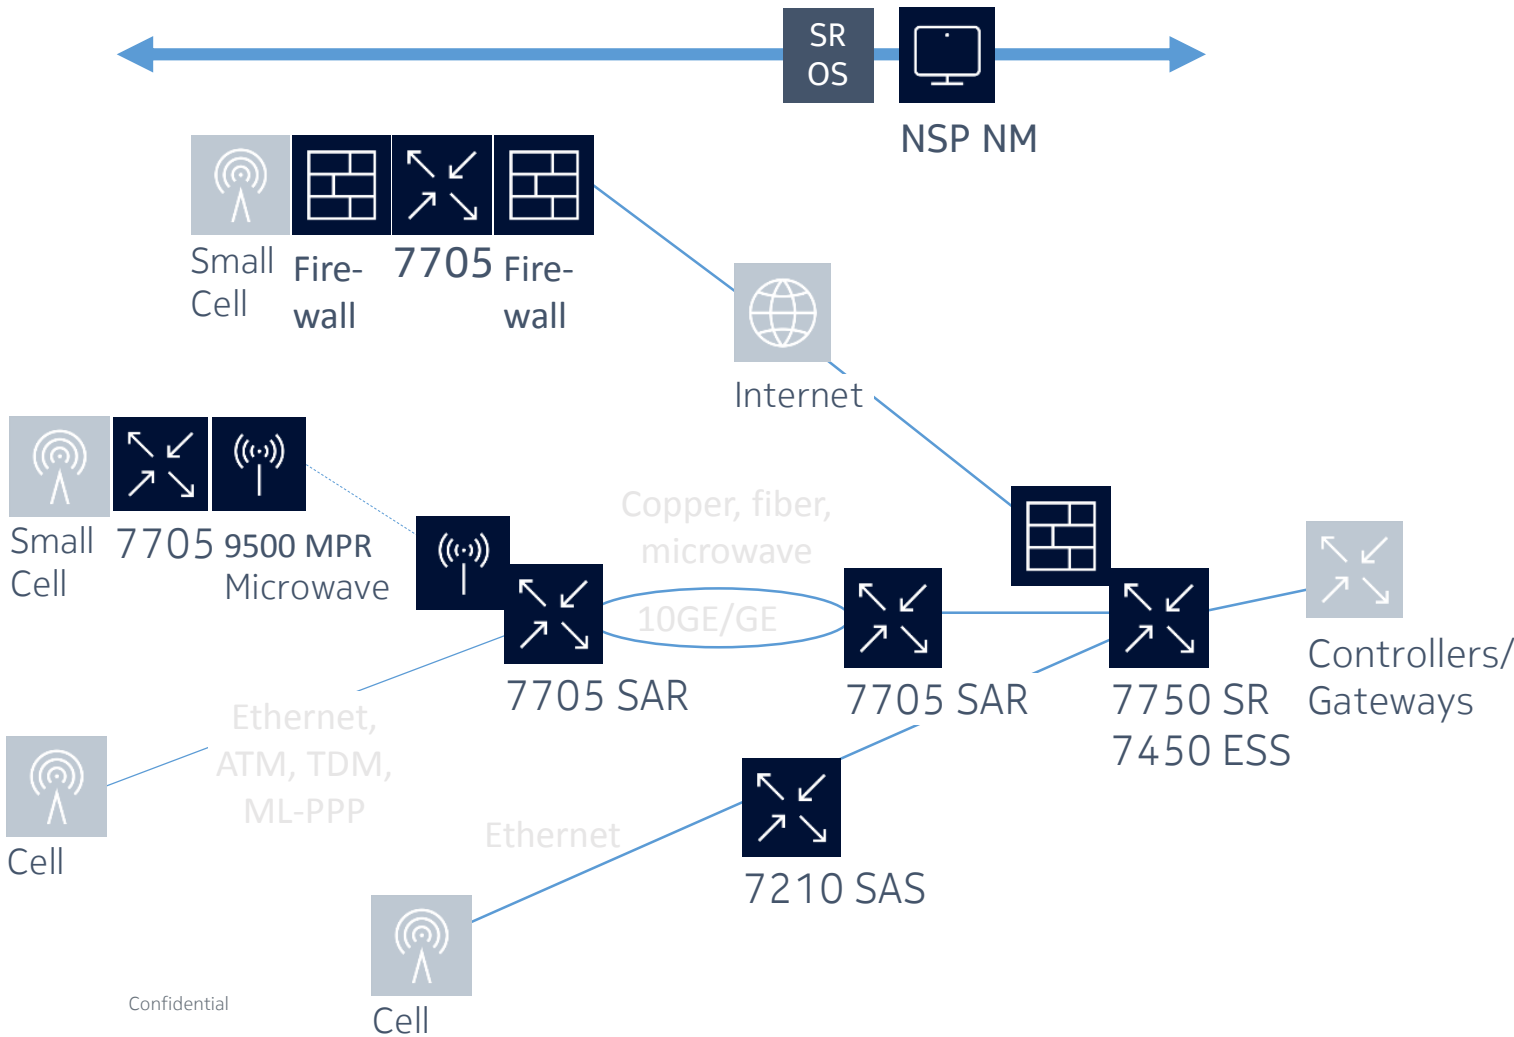 SR
OS
NSP NM
Small
Cell
Fire-
wall
7705
Fire-
wall
Internet
Small
Cell
7705
9500 MPR
Microwave
Copper, fiber,
microwave
10GE/GE
7705 SAR
7705 SAR
7750 SR
7450 ESS
Controllers/
Gateways
Ethernet,
ATM, TDM,
ML-PPP
Cell
Ethernet
7210 SAS
Cell
Confidential